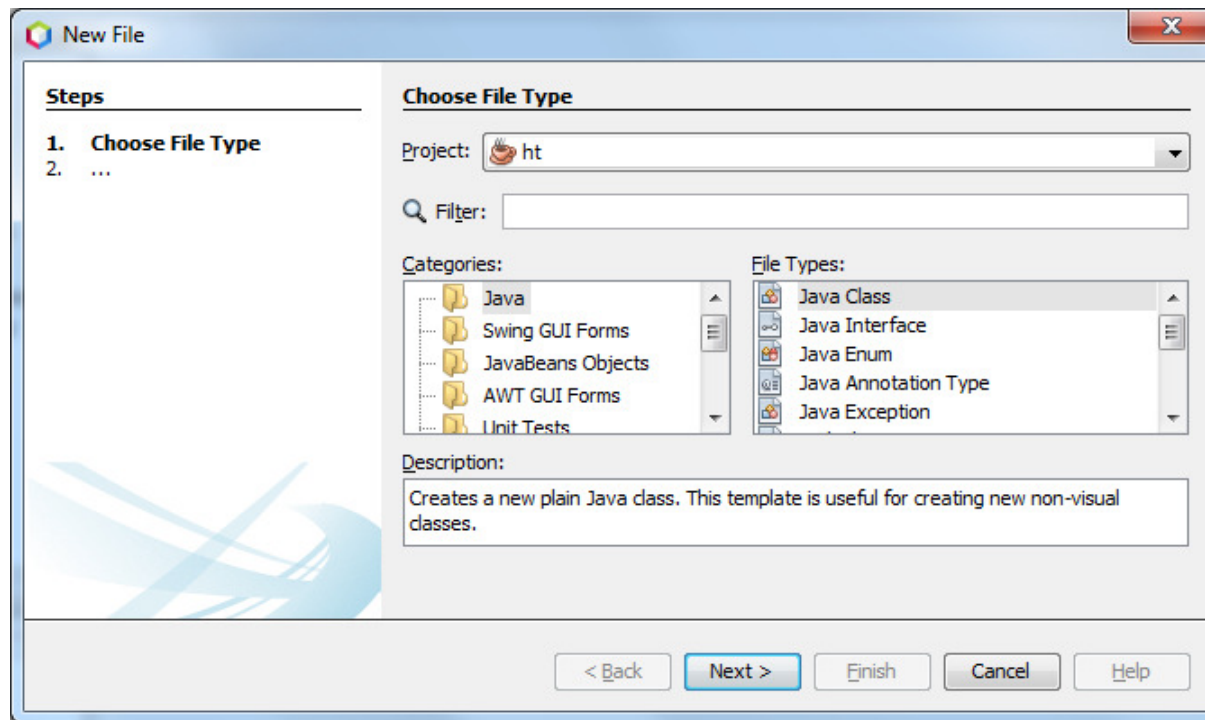 New File
Steps
1. Choose File Type
2. ...
Choose File Type
Project: ht
Filter:
Categories:
Java
Swing GUI Forms
JavaBeans Objects
AWT GUI Forms
Unit Tests
File Types:
Java Class
Java Interface
Java Enum
Java Annotation Type
Java Exception
Description:
Creates a new plain Java class. This template is useful for creating new non-visual
classes.
< Back Next > Finish Cancel Help